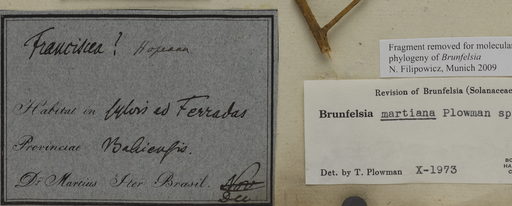 Franciscea ? Hopeana
Habitat in sylvis ad Ferradas
Provinciae Bahiensis.
Dr Martius Iter Brasil.
Dec
Fragment removed for molecular
phylogeny of Brunfelsia
N. Filipowicz, Munich 2009
Revision of Brunfelsia (Solanaceae
Brunfelsia martiana Plowman sp
Det. by T. Plowman X-1973